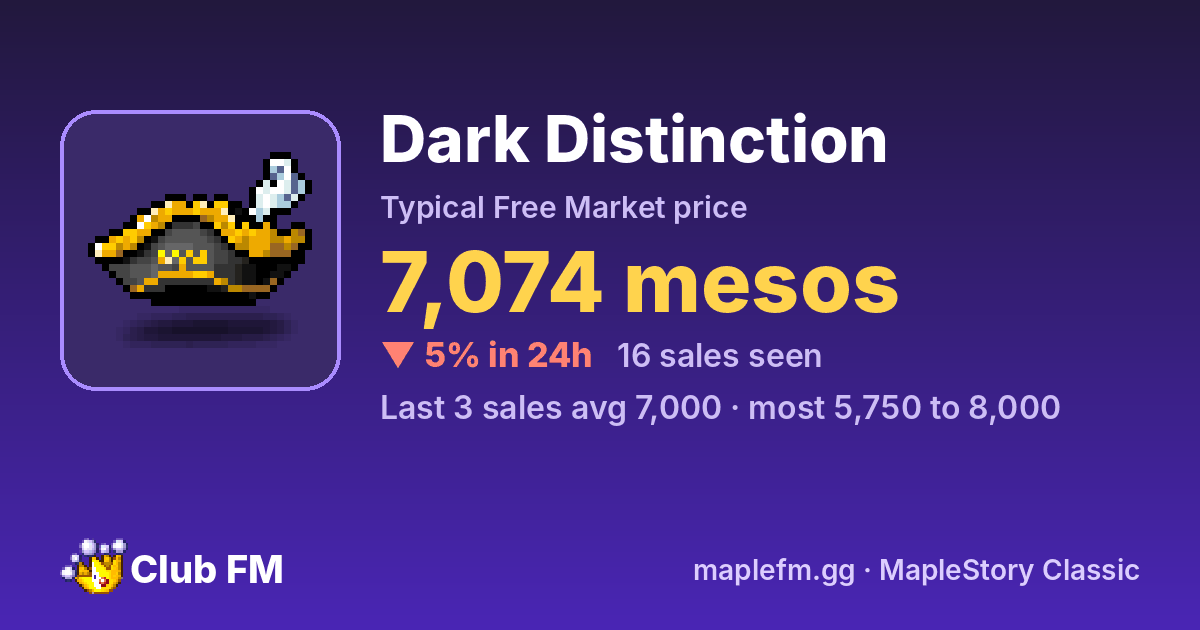 Dark Distinction
Typical Free Market price
7,074 mesos
▼ 5% in 24h 16 sales seen
Last 3 sales avg 7,000 · most 5,750 to 8,000
Club FM
maplefm.gg · MapleStory Classic